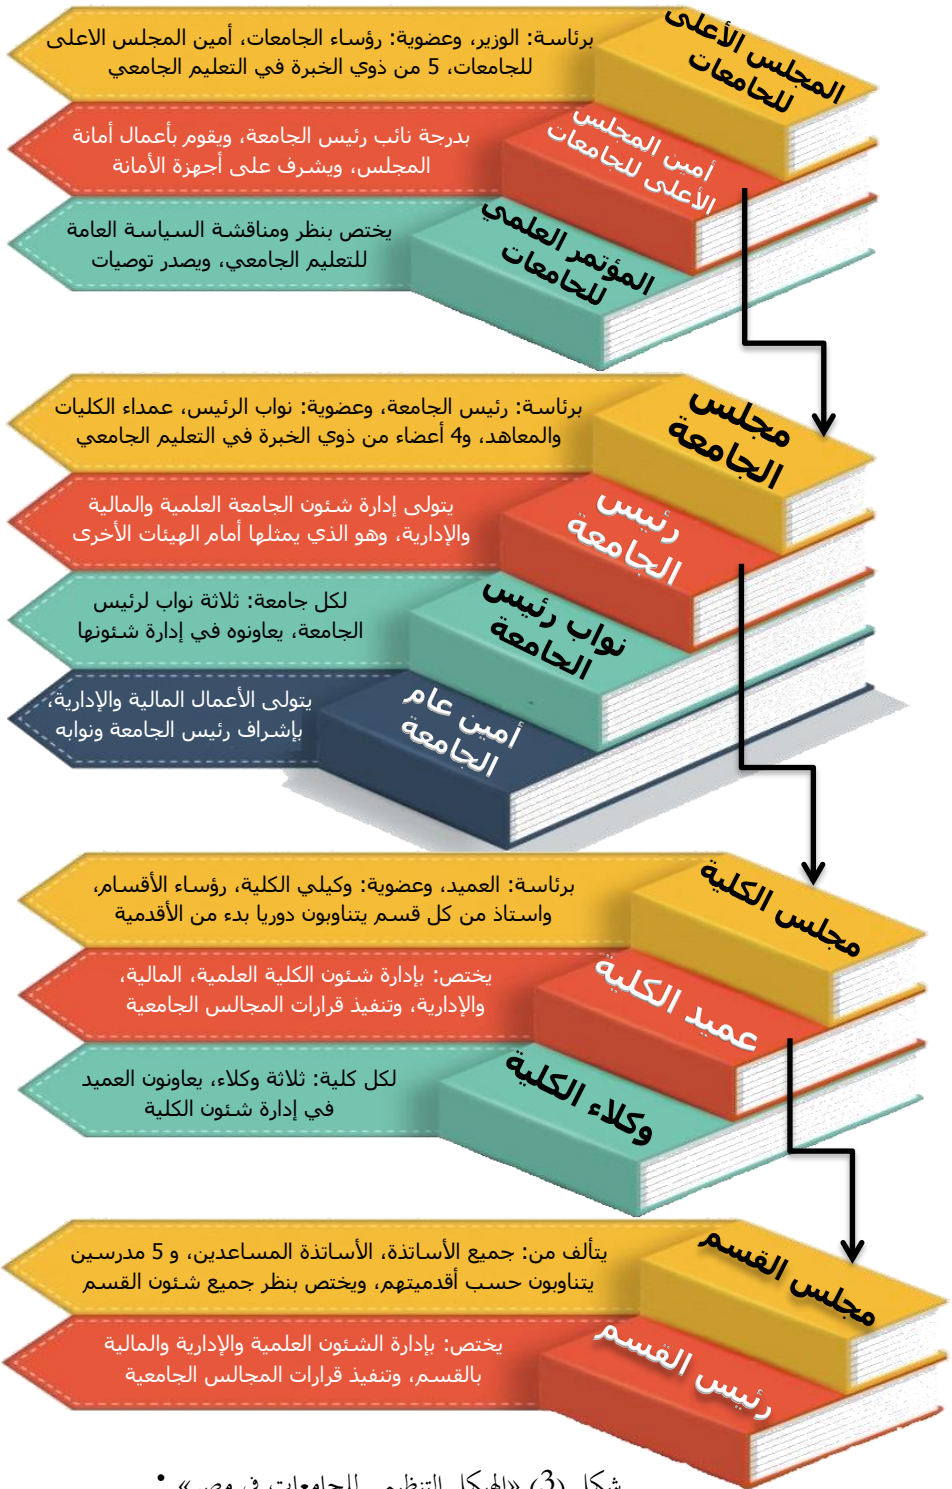 المجلس الأعلى
للجامعات
برئاسة: الوزير، وعضوية: رؤساء الجامعات، أمين المجلس الاعلى
للجامعات، 5 من ذوي الخبرة في التعليم الجامعي
أمين المجلس
الأعلى للجامعات
بدرجة نائب رئيس الجامعة، ويقوم بأعمال أمانة
المجلس، ويشرف على أجهزة الأمانة
المؤتمر العلمي
للجامعات
يختص بنظر ومناقشة السياسة العامة
للتعليم الجامعي، ويصدر توصيات
مجلس
الجامعة
برئاسة: رئيس الجامعة، وعضوية: نواب الرئيس، عمداء الكليات
والمعاهد، و4 أعضاء من ذوي الخبرة في التعليم الجامعي
رئيس
الجامعة
يتولى إدارة شئون الجامعة العلمية والمالية
والإدارية، وهو الذي يمثلها أمام الهيئات الأخرى
نواب رئيس
الجامعة
لكل جامعة: ثلاثة نواب لرئيس
الجامعة، يعاونوه في إدارة شئونها
أمين عام
الجامعة
يتولى الأعمال المالية والإدارية،
بإشراف رئيس الجامعة ونوابه
مجلس الكلية
برئاسة: العميد، وعضوية: وكيلي الكلية، رؤساء الأقسام،
واستاذ من كل قسم يتناوبون دوريا بدء من الأقدمية
عميد الكلية
يختص: بإدارة شئون الكلية العلمية، المالية،
والإدارية، وتنفيذ قرارات المجالس الجامعية
وكلاء الكلية
لكل كلية: ثلاثة وكلاء، يعاونون العميد
في إدارة شئون الكلية
مجلس القسم
يتألف من: جميع الأساتذة، الأساتذة المساعدين، و 5 مدرسين
يتناوبون حسب أقدميتهم، ويختص بنظر جميع شئون القسم
رئيس القسم
يختص: بإدارة الشئون العلمية والإدارية والمالية
بالقسم، وتنفيذ قرارات المجالس الجامعية
شكل (3) «الهيكل التنظيمي للجامعات في مصر» •